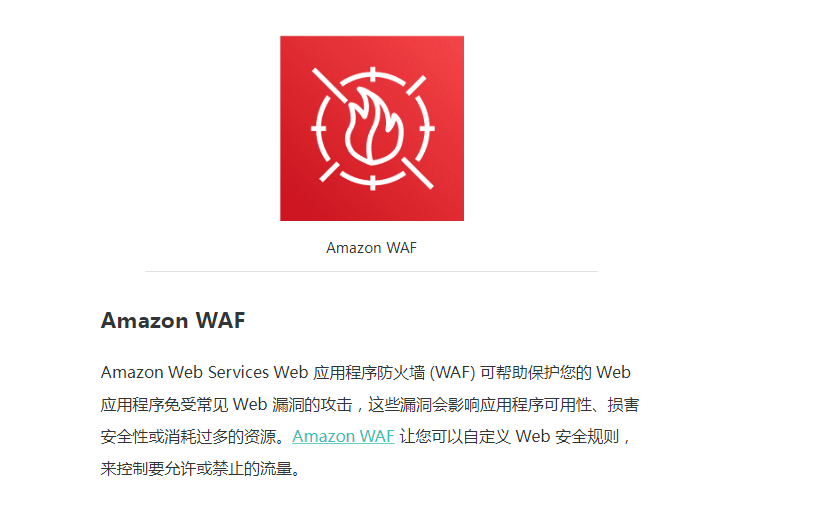 Amazon WAF
Amazon WAF
Amazon Web Services Web 应用程序防火墙 (WAF) 可帮助保护您的 Web
应用程序免受常见 Web 漏洞的攻击，这些漏洞会影响应用程序可用性、损害
安全性或消耗过多的资源。Amazon WAF 让您可以自定义 Web 安全规则，
来控制要允许或禁止的流量。